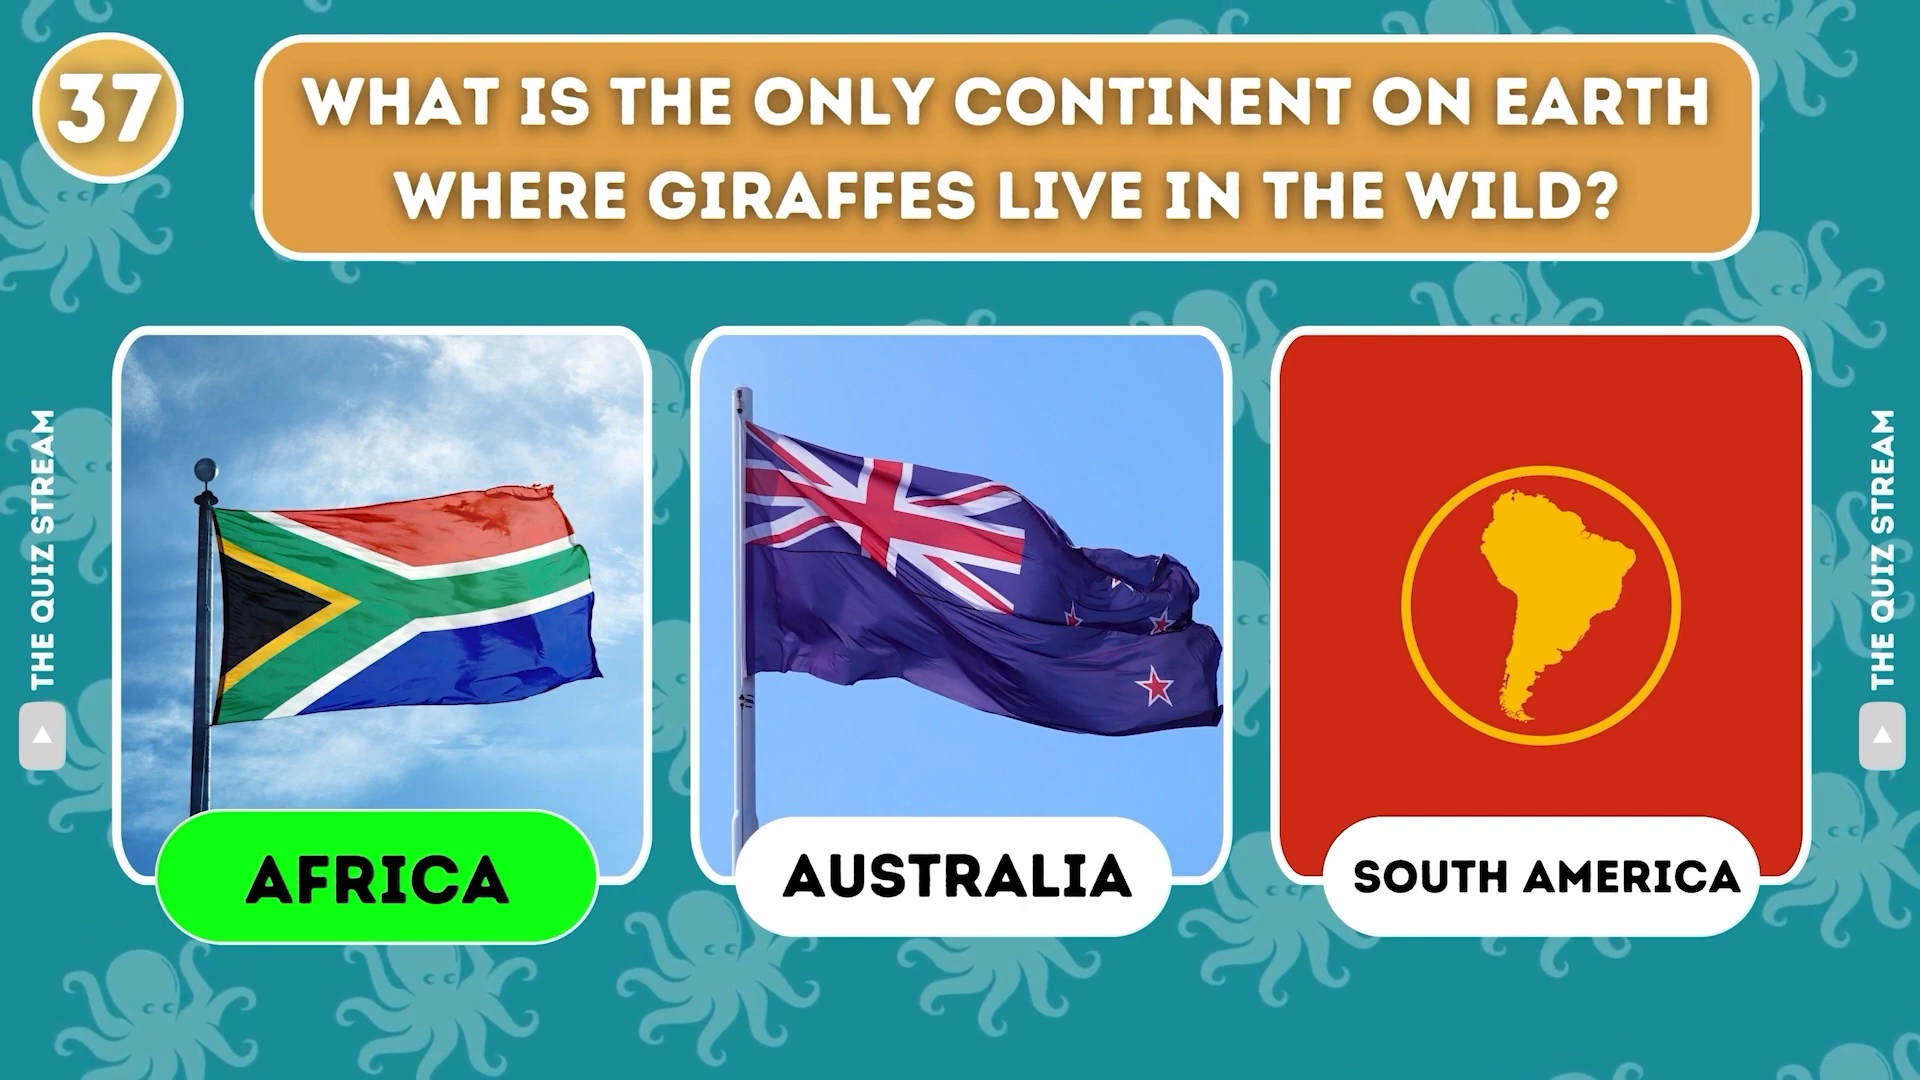 37
WHAT IS THE ONLY CONTINENT ON EARTH
WHERE GIRAFFES LIVE IN THE WILD?
THE QUIZ STREAM
THE QUIZ STREAM
AFRICA
AUSTRALIA
SOUTH AMERICA